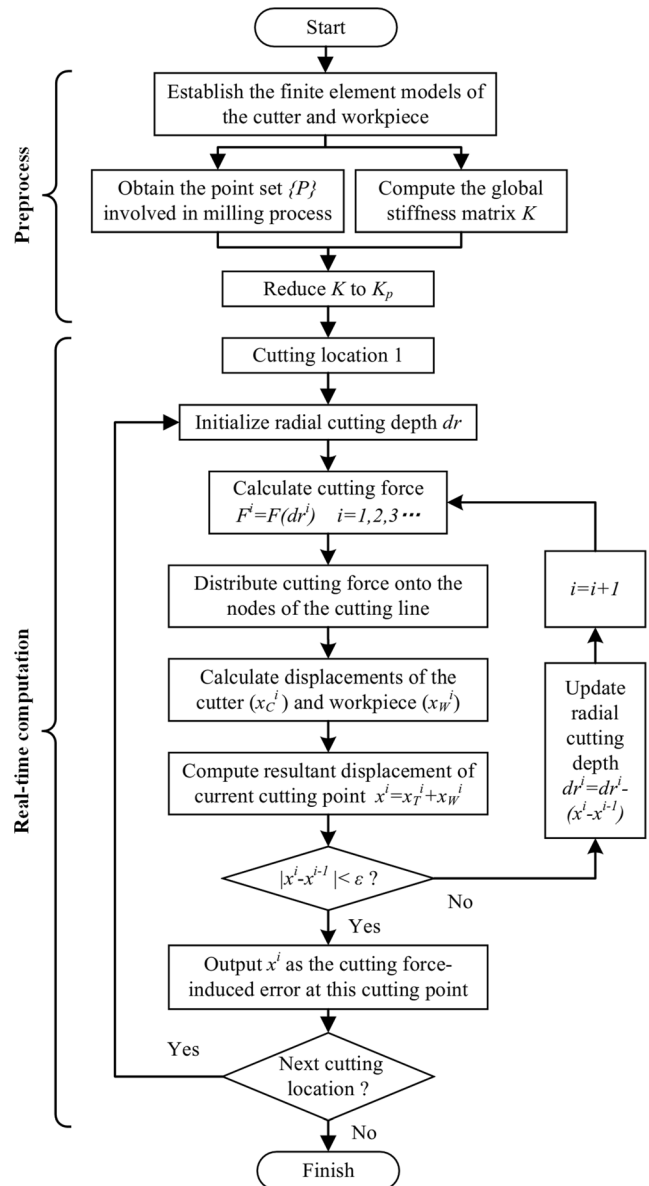 Start
Preprocess
Establish the finite element models of
the cutter and workpiece
Obtain the point set {P}
involved in milling process
Compute the global
stiffness matrix K
Reduce K to Kₚ
Real-time computation
Cutting location 1
Initialize radial cutting depth dr
Calculate cutting force
Fⁱ=F(drⁱ) i=1,2,3···
Distribute cutting force onto the
nodes of the cutting line
Calculate displacements of the
cutter (x_Cⁱ) and workpiece (x_Wⁱ)
Compute resultant displacement of
current cutting point xⁱ=x_Tⁱ+x_Wⁱ
|xⁱ-xⁱ⁻¹|< ε ?
No
Update
radial
cutting
depth
drⁱ=drⁱ-
(xⁱ-xⁱ⁻¹)
i=i+1
Yes
Output xⁱ as the cutting force-
induced error at this cutting point
Next cutting
location ?
Yes
No
Finish